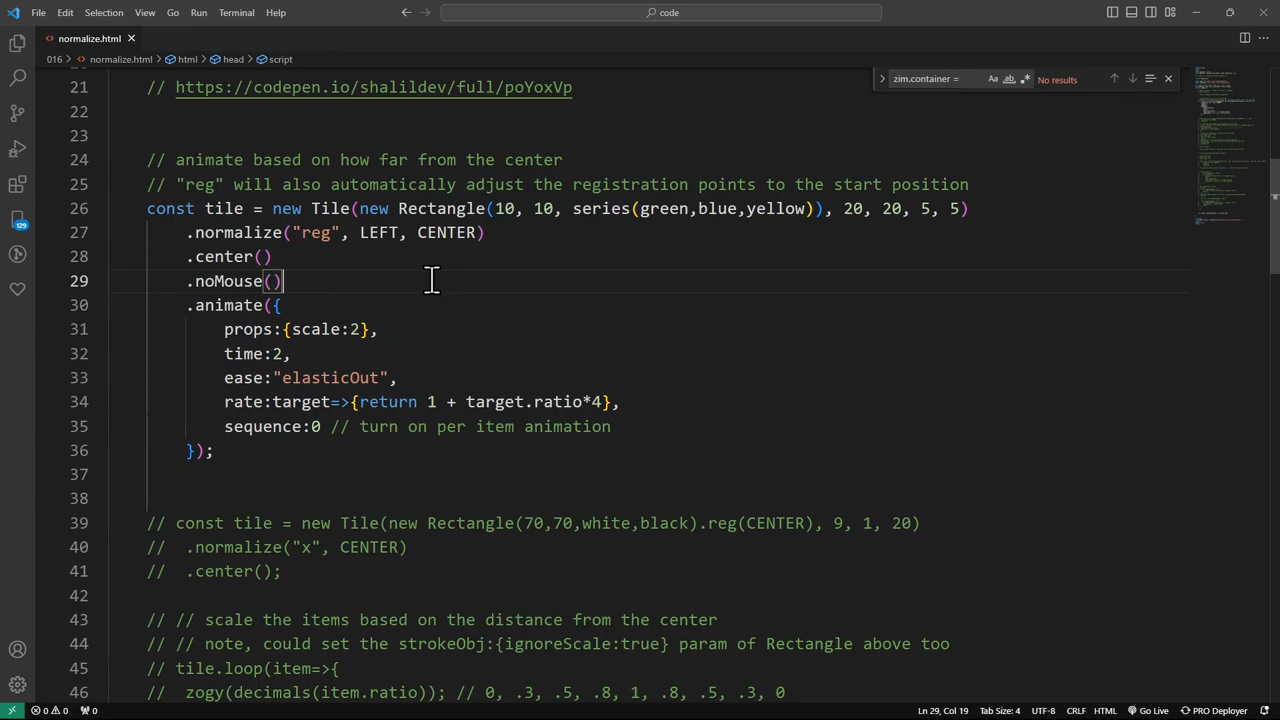 File Edit Selection View Go Run Terminal Help
code
normalize.html
016 > normalize.html > html > head > script
zim.container =
Aa ab .*
No results
21 // https://codepen.io/shalildev/full/poYoxVp
22
23
24 // animate based on how far from the center
25 // "reg" will also automatically adjust the registration points to the start position
26 const tile = new Tile(new Rectangle(10, 10, series(green,blue,yellow)), 20, 20, 5, 5)
27 .normalize("reg", LEFT, CENTER)
28 .center()
29 .noMouse()
30 .animate({
31 props:{scale:2},
32 time:2,
33 ease:"elasticOut",
34 rate:target=>{return 1 + target.ratio*4},
35 sequence:0 // turn on per item animation
36 });
37
38
39 // const tile = new Tile(new Rectangle(70,70,white,black).reg(CENTER), 9, 1, 20)
40 // .normalize("x", CENTER)
41 // .center();
42
43 // // scale the items based on the distance from the center
44 // // note, could set the strokeObj:{ignoreScale:true} param of Rectangle above too
45 // tile.loop(item=>{
46 // zogy(decimals(item.ratio)); // 0, .3, .5, .8, 1, .8, .5, .3, 0
129
0 0 0 Ln 29, Col 19 Tab Size: 4 UTF-8 CRLF HTML Go Live PRO Deployer